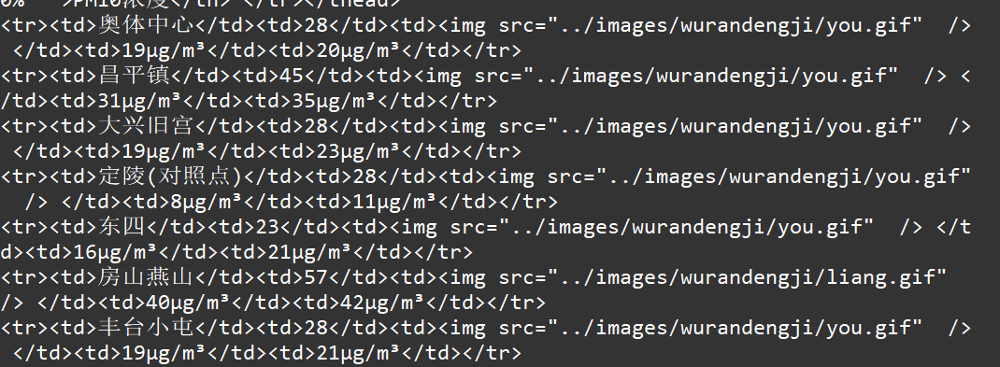 0% >PM10浓度</th> </tr></thead>
<tr><td>奥体中心</td><td>28</td><td><img src="../images/wurandengji/you.gif"  />
 </td><td>19μg/m³</td><td>20μg/m³</td></tr>
<tr><td>昌平镇</td><td>45</td><td><img src="../images/wurandengji/you.gif"  /> <
/td><td>31μg/m³</td><td>35μg/m³</td></tr>
<tr><td>大兴旧宫</td><td>28</td><td><img src="../images/wurandengji/you.gif"  />
 </td><td>19μg/m³</td><td>23μg/m³</td></tr>
<tr><td>定陵(对照点)</td><td>28</td><td><img src="../images/wurandengji/you.gif"
  /> </td><td>8μg/m³</td><td>11μg/m³</td></tr>
<tr><td>东四</td><td>23</td><td><img src="../images/wurandengji/you.gif"  /> </t
d><td>16μg/m³</td><td>21μg/m³</td></tr>
<tr><td>房山燕山</td><td>57</td><td><img src="../images/wurandengji/liang.gif"
/> </td><td>40μg/m³</td><td>42μg/m³</td></tr>
<tr><td>丰台小屯</td><td>28</td><td><img src="../images/wurandengji/you.gif"  />
 </td><td>19μg/m³</td><td>21μg/m³</td></tr>